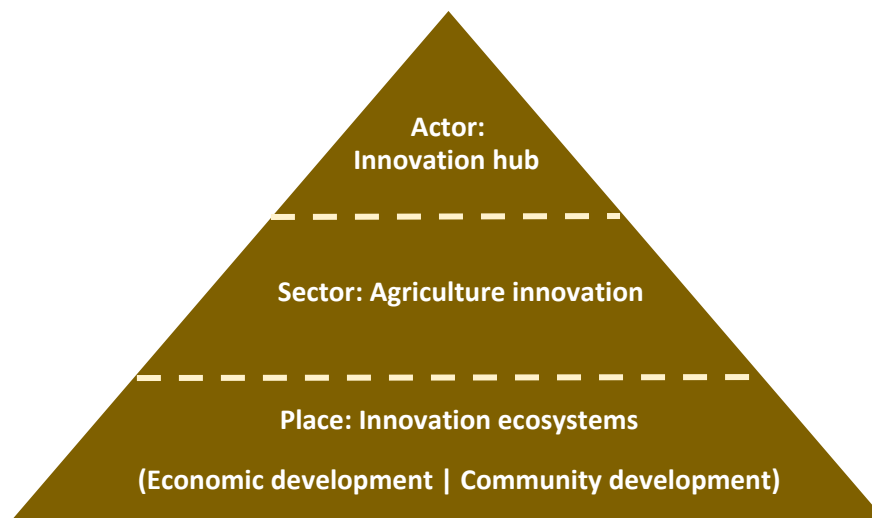 Actor:
Innovation hub
Sector: Agriculture innovation
Place: Innovation ecosystems
(Economic development | Community development)